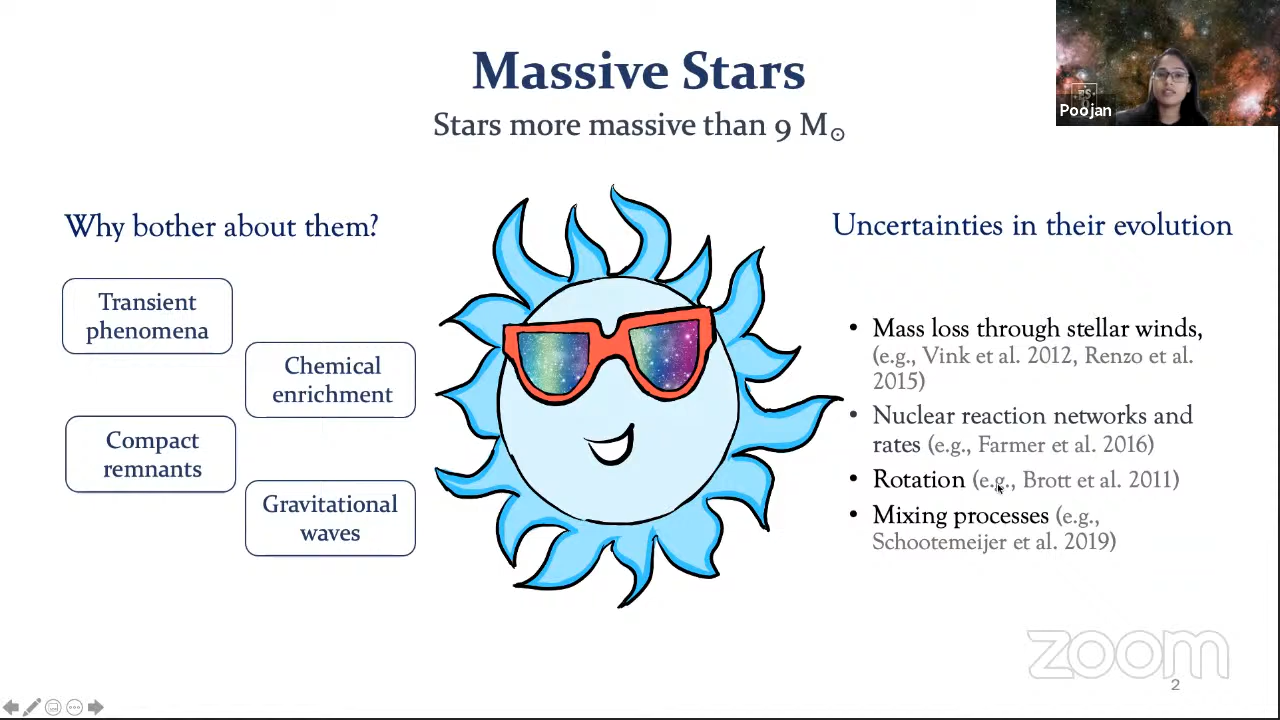 Massive Stars
Stars more massive than 9 M☉
Poojan
Why bother about them?
Transient
phenomena
Chemical
enrichment
Compact
remnants
Gravitational
waves
Uncertainties in their evolution
• Mass loss through stellar winds,
(e.g., Vink et al. 2012, Renzo et al.
2015)
• Nuclear reaction networks and
rates (e.g., Farmer et al. 2016)
• Rotation (e.g., Brott et al. 2011)
• Mixing processes (e.g.,
Schootemeijer et al. 2019)
zoom
2